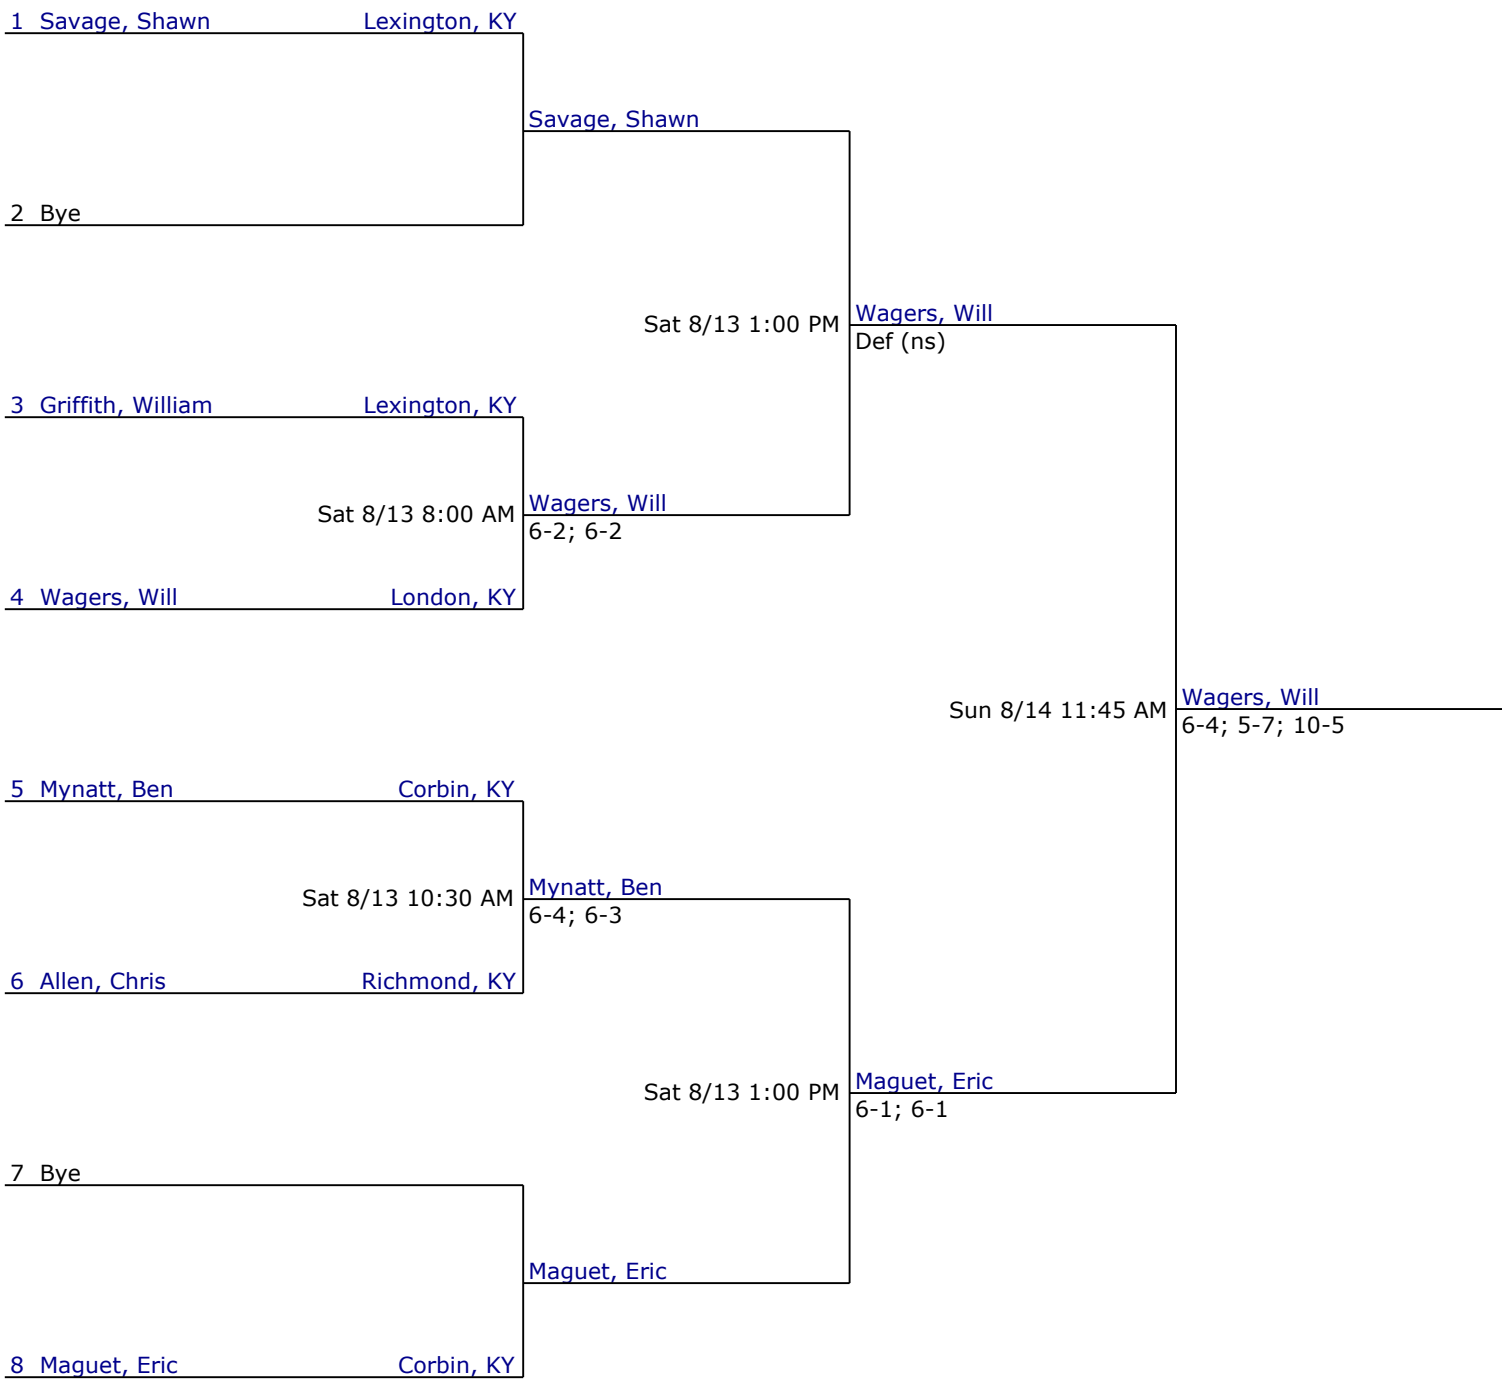 1 Savage, Shawn Lexington, KY
Savage, Shawn
2 Bye
Sat 8/13 1:00 PM Wagers, Will
Def (ns)
3 Griffith, William Lexington, KY
Sat 8/13 8:00 AM Wagers, Will
6-2; 6-2
4 Wagers, Will London, KY
Sun 8/14 11:45 AM Wagers, Will
6-4; 5-7; 10-5
5 Mynatt, Ben Corbin, KY
Sat 8/13 10:30 AM Mynatt, Ben
6-4; 6-3
6 Allen, Chris Richmond, KY
Sat 8/13 1:00 PM Maguet, Eric
6-1; 6-1
7 Bye
Maguet, Eric
8 Maguet, Eric Corbin, KY